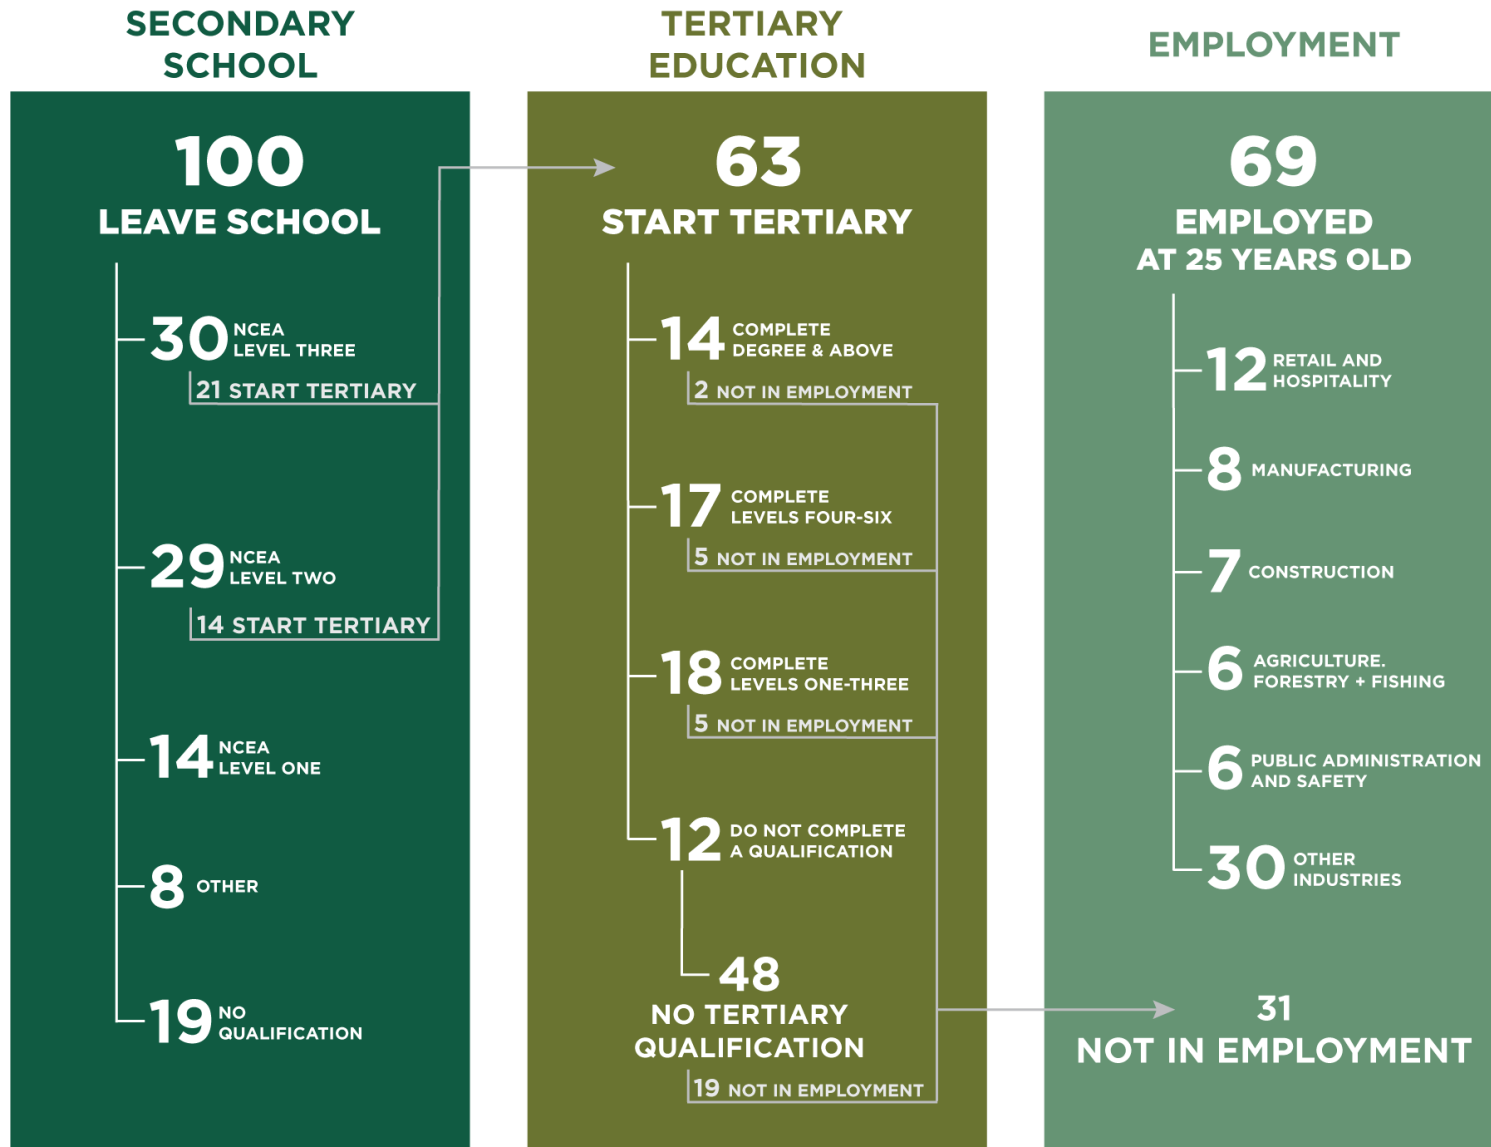 SECONDARY
SCHOOL
100
LEAVE SCHOOL
30 NCEA
LEVEL THREE
21 START TERTIARY
29 NCEA
LEVEL TWO
14 START TERTIARY
14 NCEA
LEVEL ONE
8 OTHER
19 NO
QUALIFICATION
TERTIARY
EDUCATION
63
START TERTIARY
14 COMPLETE
DEGREE & ABOVE
2 NOT IN EMPLOYMENT
17 COMPLETE
LEVELS FOUR-SIX
5 NOT IN EMPLOYMENT
18 COMPLETE
LEVELS ONE-THREE
5 NOT IN EMPLOYMENT
12 DO NOT COMPLETE
A QUALIFICATION
48
NO TERTIARY
QUALIFICATION
19 NOT IN EMPLOYMENT
EMPLOYMENT
69
EMPLOYED
AT 25 YEARS OLD
12 RETAIL AND
HOSPITALITY
8 MANUFACTURING
7 CONSTRUCTION
6 AGRICULTURE.
FORESTRY + FISHING
6 PUBLIC ADMINISTRATION
AND SAFETY
30 OTHER
INDUSTRIES
31
NOT IN EMPLOYMENT